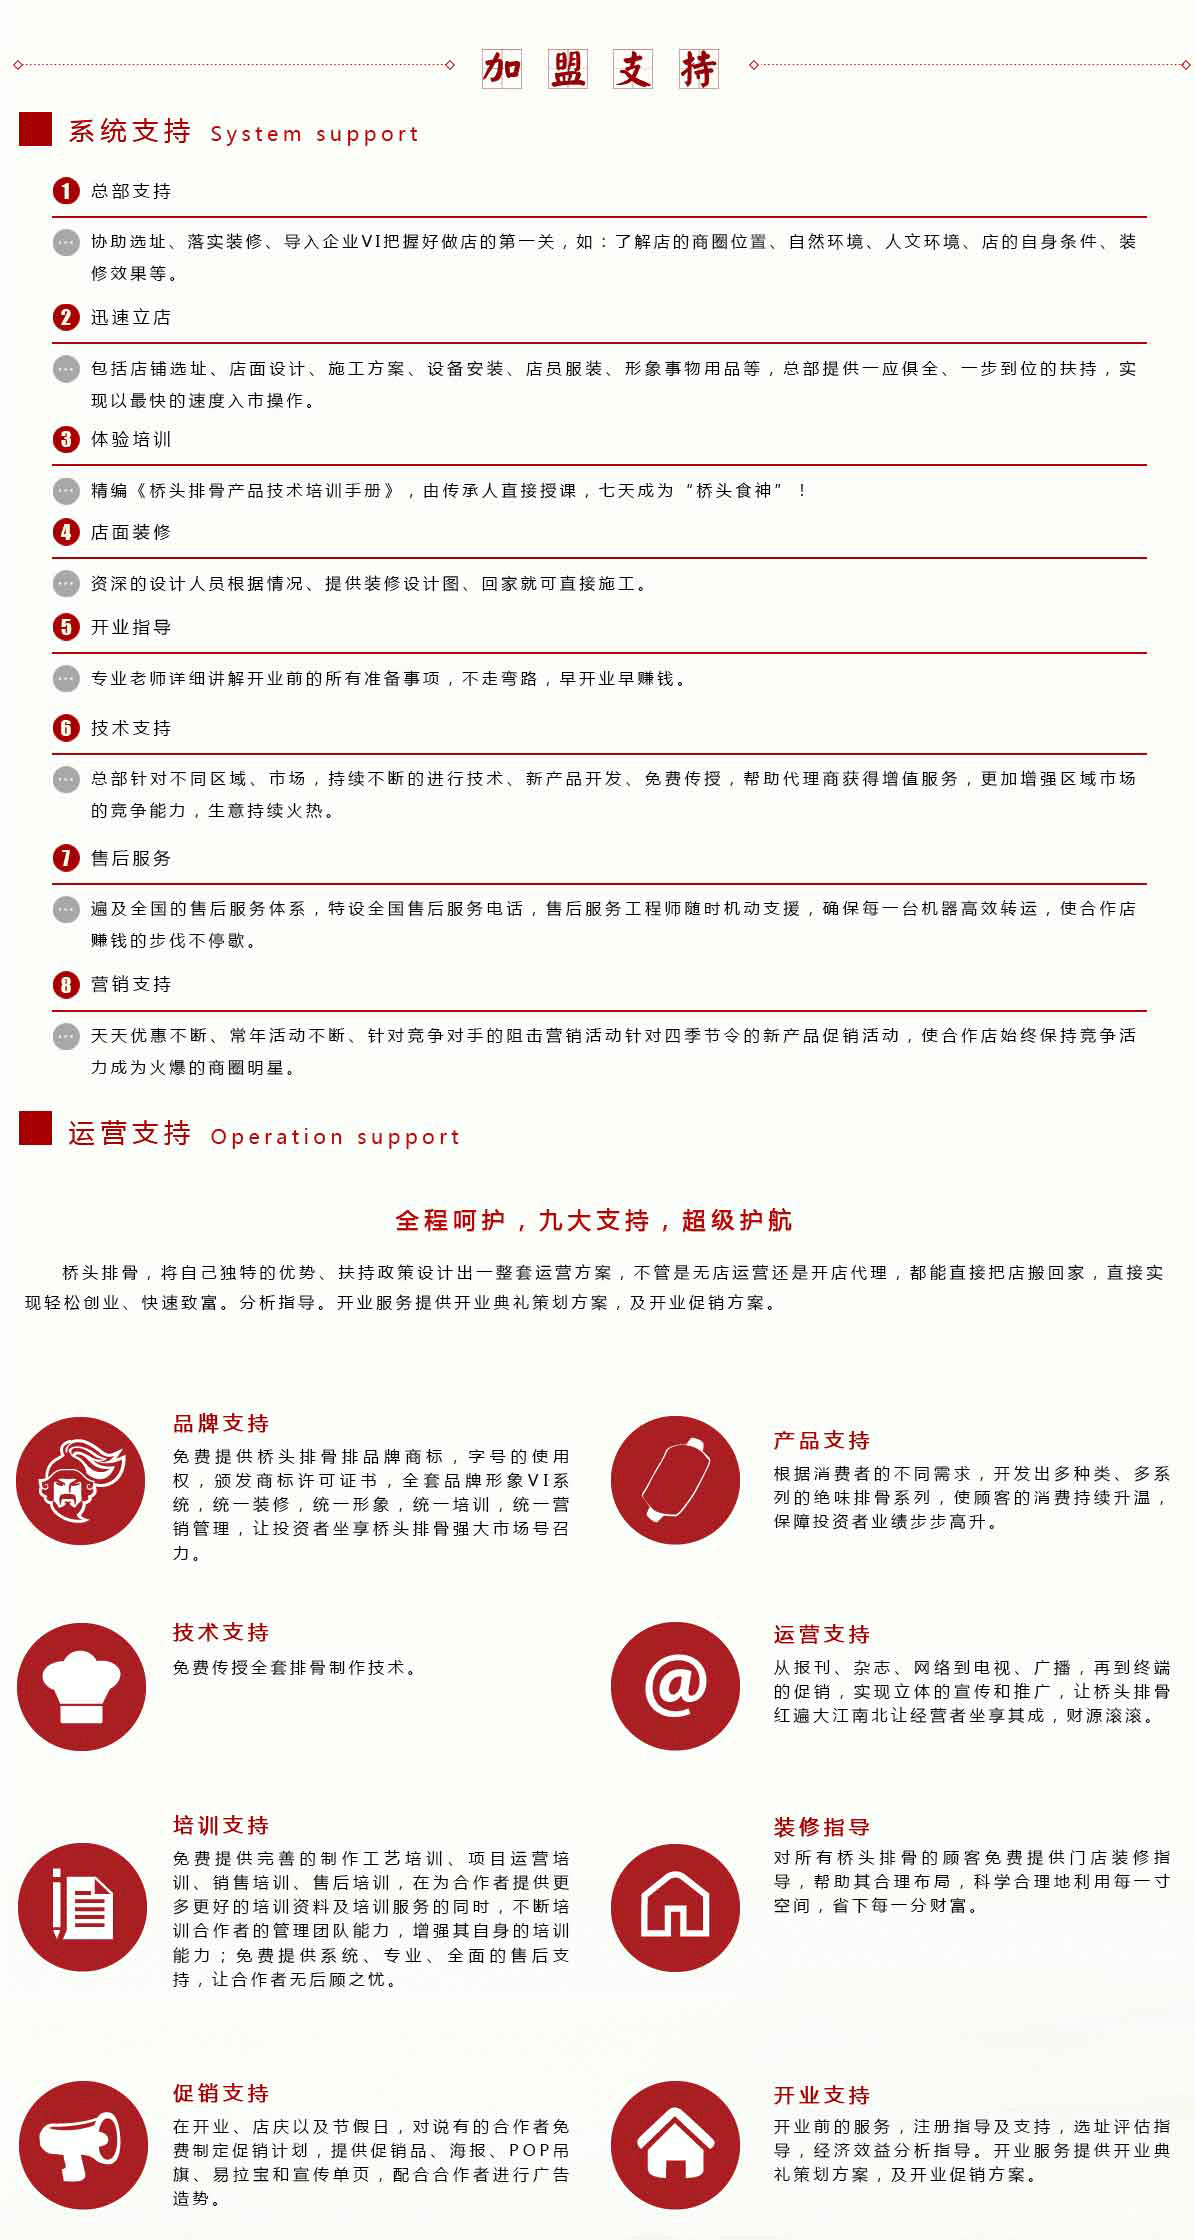 加盟支持
系统支持 System support
1 总部支持
协助选址、落实装修、导入企业VI把握好做店的第一关，如：了解店的商圈位置、自然环境、人文环境、店的自身条件、装
修效果等。
2 迅速立店
包括店铺选址、店面设计、施工方案、设备安装、店员服装、形象事物用品等，总部提供一应俱全、一步到位的扶持，实
现以最快的速度入市操作。
3 体验培训
精编《桥头排骨产品技术培训手册》，由传承人直接授课，七天成为“桥头食神”！
4 店面装修
资深的设计人员根据情况、提供装修设计图、回家就可直接施工。
5 开业指导
专业老师详细讲解开业前的所有准备事项，不走弯路，早开业早赚钱。
6 技术支持
总部针对不同区域、市场，持续不断的进行技术、新产品开发、免费传授，帮助代理商获得增值服务，更加增强区域市场
的竞争能力，生意持续火热。
7 售后服务
遍及全国的售后服务体系，特设全国售后服务电话，售后服务工程师随时机动支援，确保每一台机器高效转运，使合作店
赚钱的步伐不停歇。
8 营销支持
天天优惠不断、常年活动不断、针对竞争对手的阻击营销活动针对四季节令的新产品促销活动，使合作店始终保持竞争活
力成为火爆的商圈明星。
运营支持 Operation support
全程呵护，九大支持，超级护航
桥头排骨，将自己独特的优势、扶持政策设计出一整套运营方案，不管是无店运营还是开店代理，都能直接把店搬回家，直接实
现轻松创业、快速致富。分析指导。开业服务提供开业典礼策划方案，及开业促销方案。
品牌支持
免费提供桥头排骨排品牌商标，字号的使用
权，颁发商标许可证书，全套品牌形象VI系
统，统一装修，统一形象，统一培训，统一营
销管理，让投资者坐享桥头排骨强大市场号召
力。
产品支持
根据消费者的不同需求，开发出多种类、多系
列的绝味排骨系列，使顾客的消费持续升温，
保障投资者业绩步步高升。
技术支持
免费传授全套排骨制作技术。
运营支持
从报刊、杂志、网络到电视、广播，再到终端
的促销，实现立体的宣传和推广，让桥头排骨
红遍大江南北让经营者坐享其成，财源滚滚。
培训支持
免费提供完善的制作工艺培训、项目运营培
训、销售培训、售后培训，在为合作者提供更
多更好的培训资料及培训服务的同时，不断培
训合作者的管理团队能力，增强其自身的培训
能力；免费提供系统、专业、全面的售后支
持，让合作者无后顾之忧。
装修指导
对所有桥头排骨的顾客免费提供门店装修指
导，帮助其合理布局，科学合理地利用每一寸
空间，省下每一分财富。
促销支持
在开业、店庆以及节假日，对说有的合作者免
费制定促销计划，提供促销品、海报、POP吊
旗、易拉宝和宣传单页，配合合作者进行广告
造势。
开业支持
开业前的服务，注册指导及支持，选址评估指
导，经济效益分析指导。开业服务提供开业典
礼策划方案，及开业促销方案。